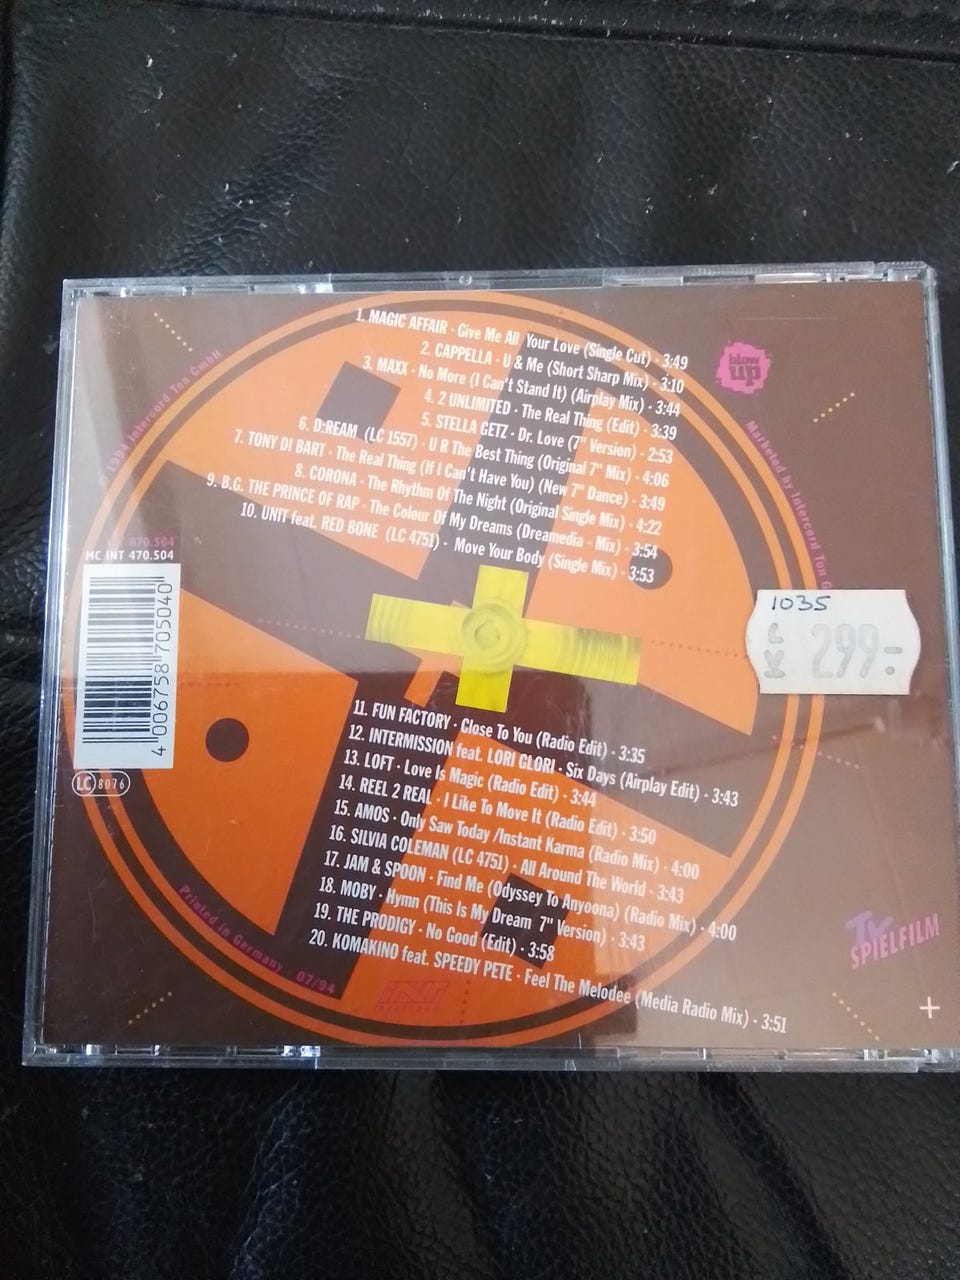 1. MAGIC AFFAIR · Give Me All Your Love (Single Cut) · 3:49
2. CAPPELLA · U & Me (Short Sharp Mix) · 3:10
3. MAXX · No More (I Can't Stand It) (Airplay Mix) · 3:44
4. 2 UNLIMITED · The Real Thing (Edit) · 3:39
5. STELLA GETZ · Dr. Love (7" Version) · 2:53
6. D:REAM (LC 1557) · U R The Best Thing (Original 7" Mix) · 4:06
7. TONY DI BART · The Real Thing (If I Can't Have You) (New 7" Dance) · 3:49
8. CORONA · The Rhythm Of The Night (Original Single Mix) · 4:22
9. B.G. THE PRINCE OF RAP · The Colour Of My Dreams (Dreamedia - Mix) · 3:54
10. UNIT feat. RED BONE (LC 4751) · Move Your Body (Single Mix) · 3:53
blow
up
1994 Intercord Ton GmbH
Marketed by Intercord Ton G
870.504
MC INT 470.504
4 006758 705040
LC 8076
1035
299:-
11. FUN FACTORY · Close To You (Radio Edit) · 3:35
12. INTERMISSION feat. LORI GLORI · Six Days (Airplay Edit) · 3:43
13. LOFT · Love Is Magic (Radio Edit) · 3:44
14. REEL 2 REAL · I Like To Move It (Radio Edit) · 3:50
15. AMOS · Only Saw Today /Instant Karma (Radio Mix) · 4:00
16. SILVIA COLEMAN (LC 4751) · All Around The World · 3:43
17. JAM & SPOON · Find Me (Odyssey To Anyoona) (Radio Mix) · 4:00
18. MOBY · Hymn (This Is My Dream 7" Version) · 3:43
19. THE PRODIGY · No Good (Edit) · 3:58
20. KOMAKINO feat. SPEEDY PETE · Feel The Melodee (Media Radio Mix) · 3:51
Printed in Germany · 07/94
INT
TV
SPIELFILM